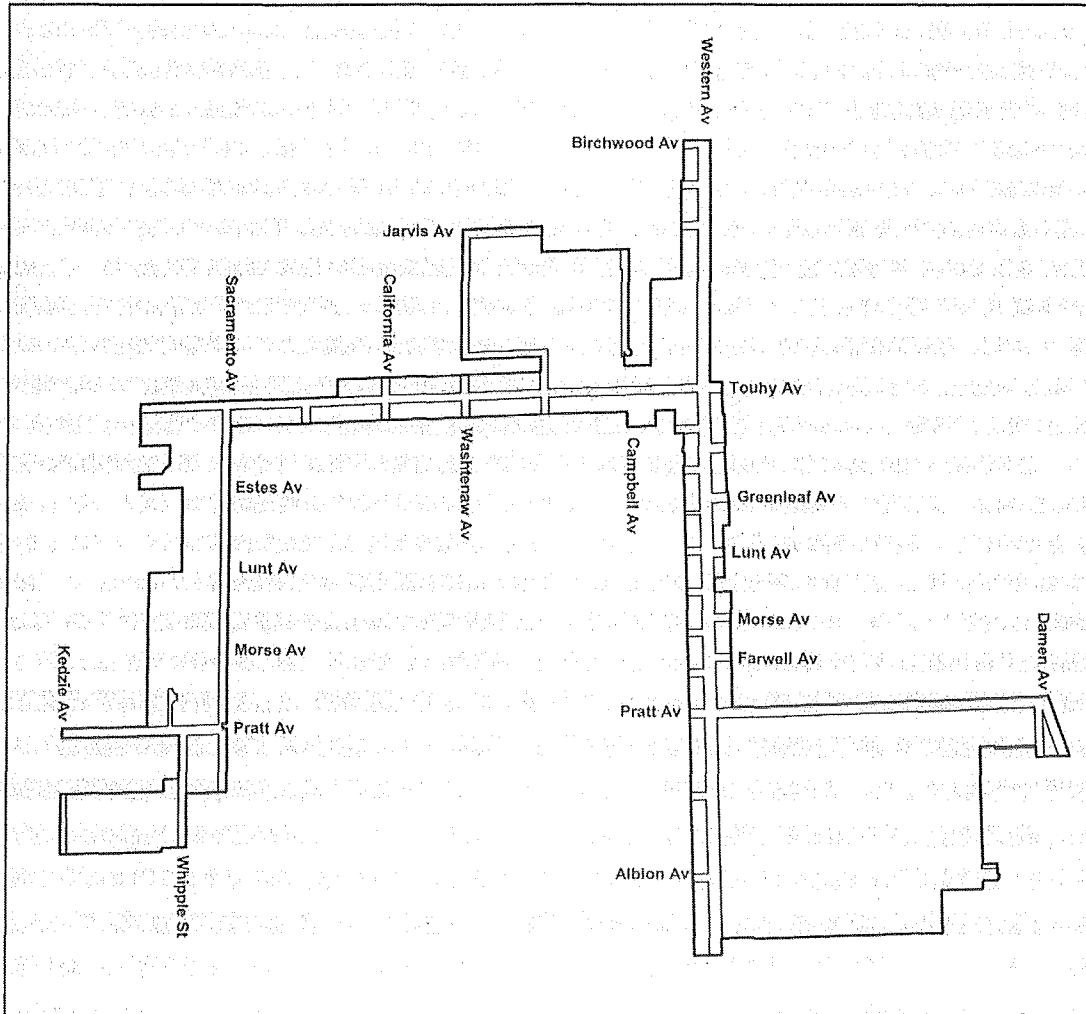 Western Av
Birchwood Av
Jarvis Av
Sacramento Av
California Av
Touhy Av
Washtenaw Av
Campbell Av
Estes Av
Greenleaf Av
Lunt Av
Lunt Av
Morse Av
Damen Av
Kedzie Av
Morse Av
Farwell Av
Pratt Av
Pratt Av
Whipple St
Albion Av